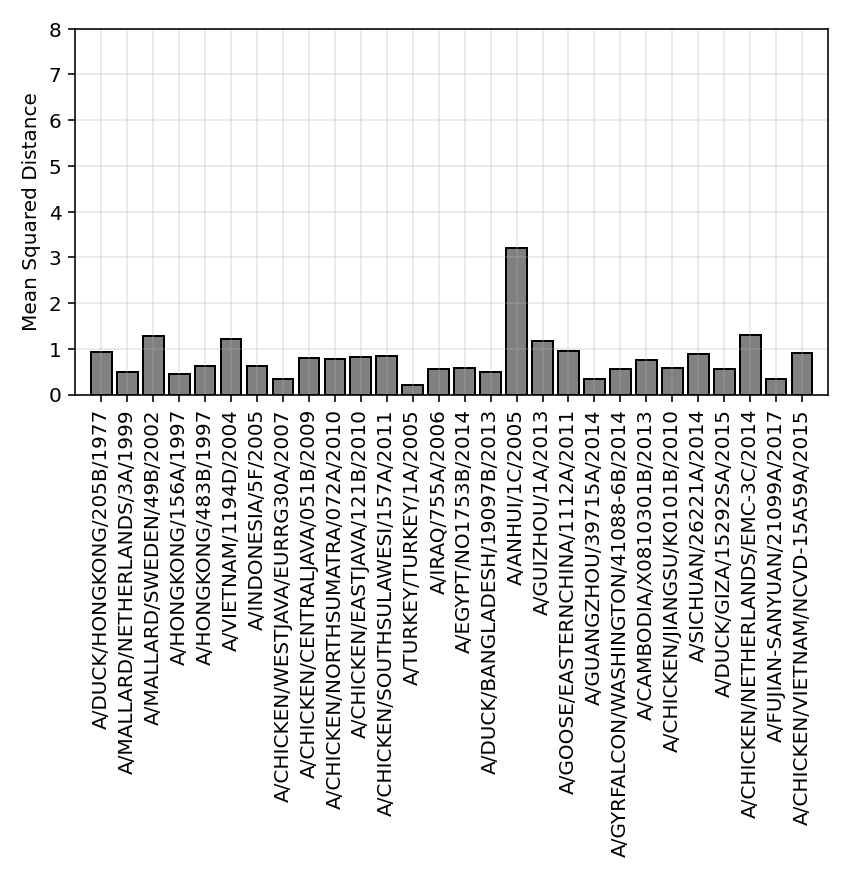 8
7
6
5
4
3
2
1
0
Mean Squared Distance
A/DUCK/HONGKONG/205B/1977
A/MALLARD/NETHERLANDS/3A/1999
A/MALLARD/SWEDEN/49B/2002
A/HONGKONG/156A/1997
A/HONGKONG/483B/1997
A/VIETNAM/1194D/2004
A/INDONESIA/5F/2005
A/CHICKEN/WESTJAVA/EURRG30A/2007
A/CHICKEN/CENTRALJAVA/051B/2009
A/CHICKEN/NORTHSUMATRA/072A/2010
A/CHICKEN/EASTJAVA/121B/2010
A/CHICKEN/SOUTHSULAWESI/157A/2011
A/TURKEY/TURKEY/1A/2005
A/IRAQ/755A/2006
A/EGYPT/NO1753B/2014
A/DUCK/BANGLADESH/19097B/2013
A/ANHUI/1C/2005
A/GUIZHOU/1A/2013
A/GOOSE/EASTERNCHINA/1112A/2011
A/GUANGZHOU/39715A/2014
A/GYRFALCON/WASHINGTON/41088-6B/2014
A/CAMBODIA/X0810301B/2013
A/CHICKEN/JIANGSU/K0101B/2010
A/SICHUAN/26221A/2014
A/DUCK/GIZA/15292SA/2015
A/CHICKEN/NETHERLANDS/EMC-3C/2014
A/FUJIAN-SANYUAN/21099A/2017
A/CHICKEN/VIETNAM/NCVD-15A59A/2015